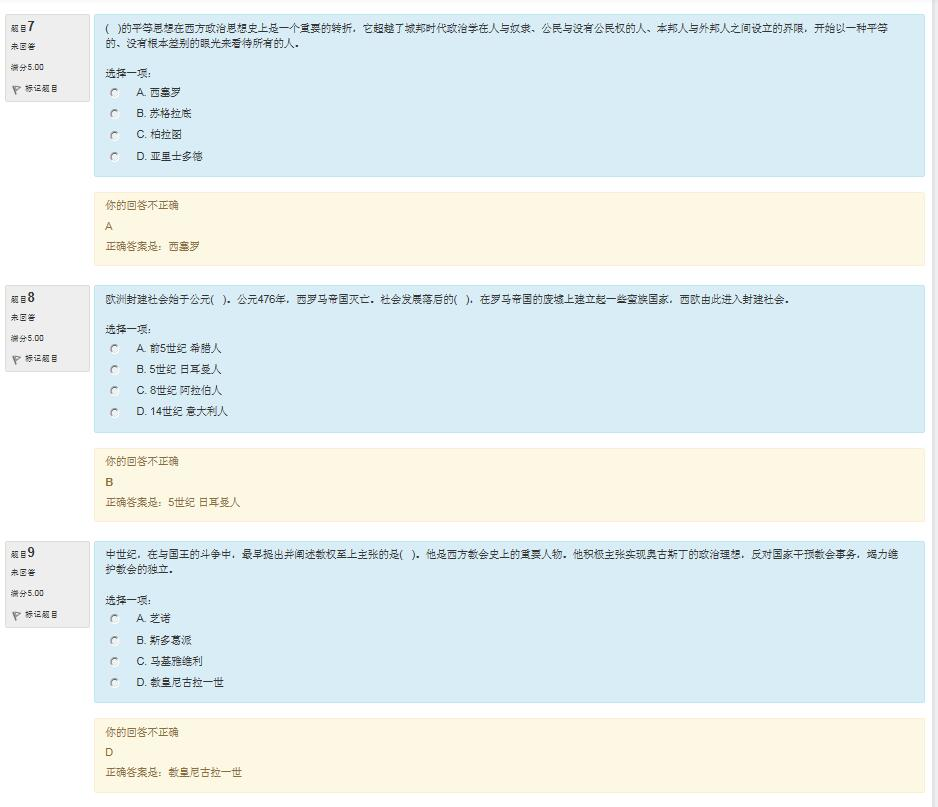 题目7
未回答
满分5.00
标记题目
(   )的平等思想在西方政治思想史上是一个重要的转折，它超越了城邦时代政治学在人与奴隶、公民与没有公民权的人、本邦人与外邦人之间设立的界限，开始以一种平等
的、没有根本差别的眼光来看待所有的人。
选择一项：
A. 西塞罗
B. 苏格拉底
C. 柏拉图
D. 亚里士多德
你的回答不正确
A
正确答案是：西塞罗
题目8
未回答
满分5.00
标记题目
欧洲封建社会始于公元(   )。公元476年，西罗马帝国灭亡。社会发展落后的(   )，在罗马帝国的废墟上建立起一些蛮族国家，西欧由此进入封建社会。
选择一项：
A. 前5世纪 希腊人
B. 5世纪 日耳曼人
C. 8世纪 阿拉伯人
D. 14世纪 意大利人
你的回答不正确
B
正确答案是：5世纪 日耳曼人
题目9
未回答
满分5.00
标记题目
中世纪，在与国王的斗争中，最早提出并阐述教权至上主张的是(   )。他是西方教会史上的重要人物。他积极主张实现奥古斯丁的政治理想，反对国家干预教会事务，竭力维
护教会的独立。
选择一项：
A. 芝诺
B. 斯多葛派
C. 马基雅维利
D. 教皇尼古拉一世
你的回答不正确
D
正确答案是：教皇尼古拉一世